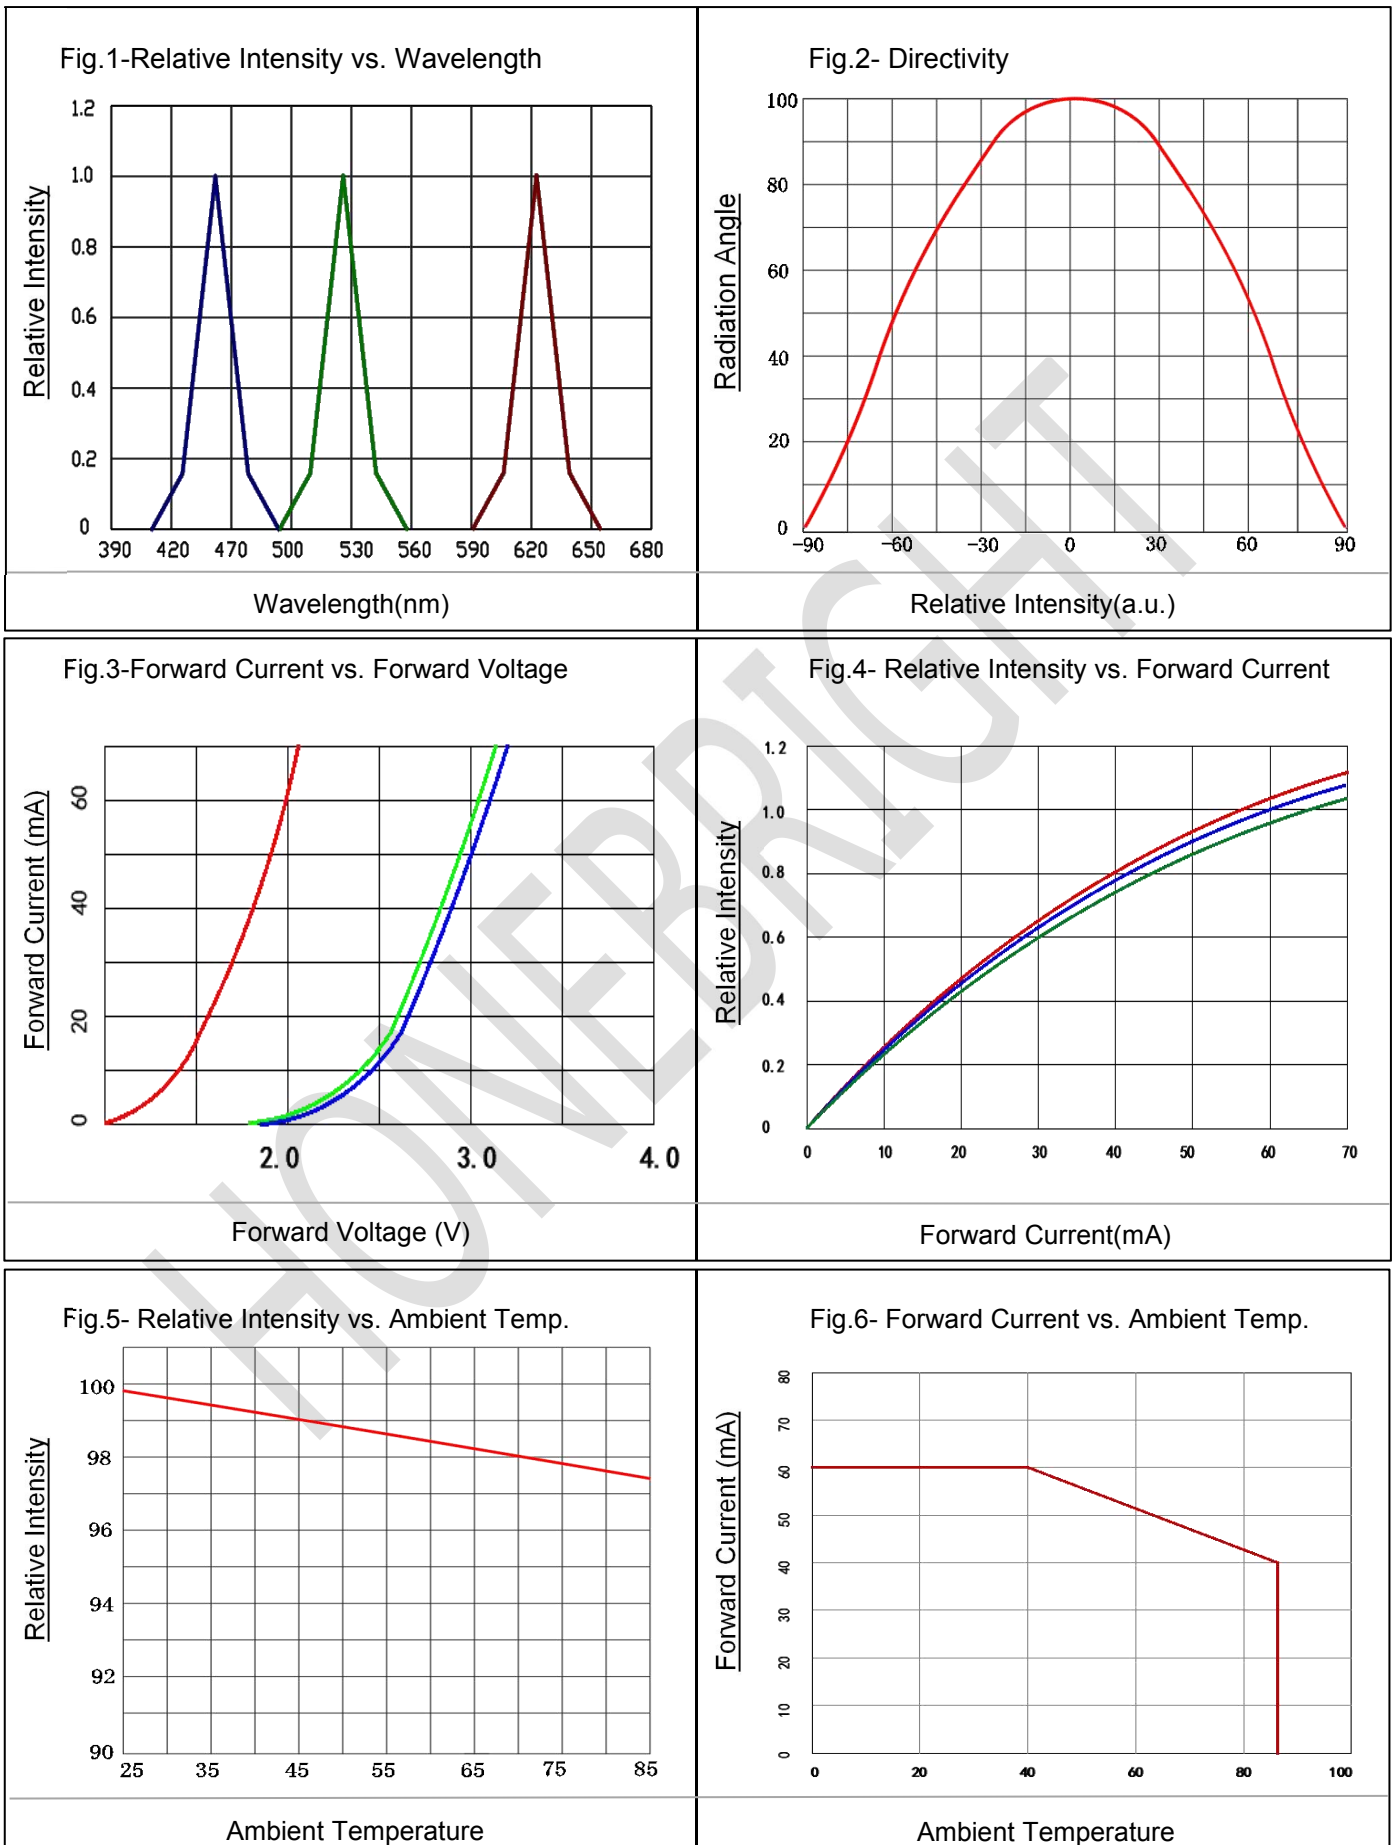 Fig.1-Relative Intensity vs. Wavelength
Relative Intensity
1.2
1.0
0.8
0.6
0.4
0.2
0
390 420 470 500 530 560 590 620 650 680
Wavelength(nm)
Fig.2- Directivity
Radiation Angle
100
80
60
40
20
0
-90 -60 -30 0 30 60 90
Relative Intensity(a.u.)
Fig.3-Forward Current vs. Forward Voltage
Forward Current (mA)
60
40
20
0
2.0 3.0 4.0
Forward Voltage (V)
Fig.4- Relative Intensity vs. Forward Current
Relative Intensity
1.2
1.0
0.8
0.6
0.4
0.2
0
0 10 20 30 40 50 60 70
Forward Current(mA)
Fig.5- Relative Intensity vs. Ambient Temp.
Relative Intensity
100
98
96
94
92
90
25 35 45 55 65 75 85
Ambient Temperature
Fig.6- Forward Current vs. Ambient Temp.
Forward Current (mA)
80
70
60
50
40
30
20
10
0
0 20 40 60 80 100
Ambient Temperature
HONEBRIGHT